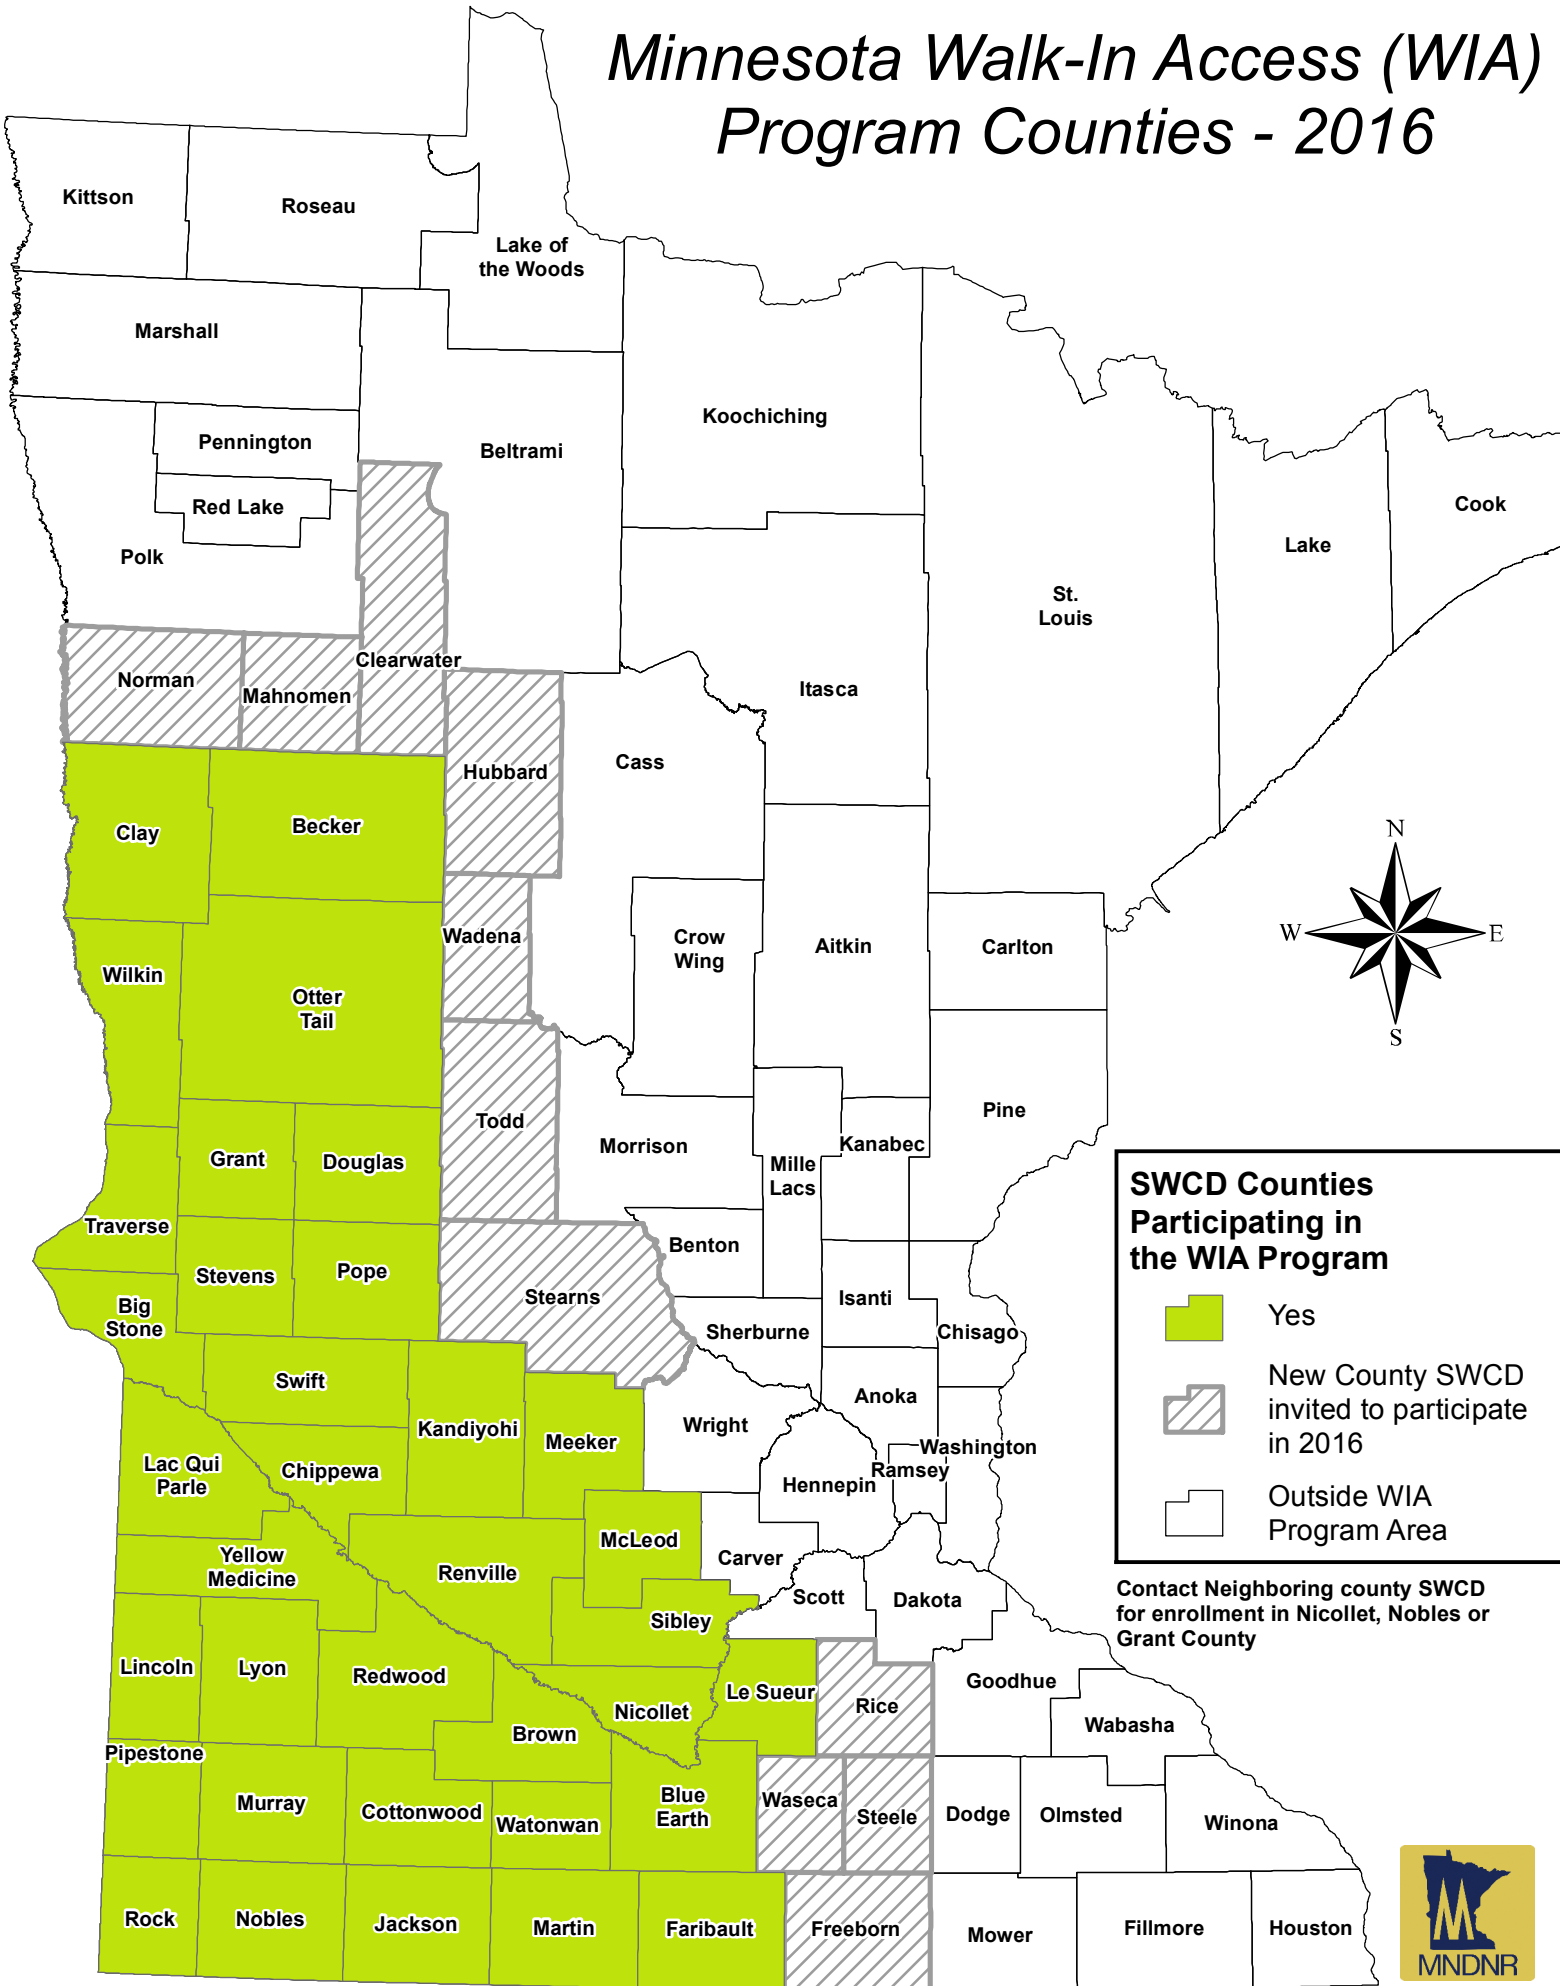 Minnesota Walk-In Access (WIA)
Program Counties - 2016
Kittson
Roseau
Lake of
the Woods
Marshall
Koochiching
Pennington
Beltrami
Red Lake
Cook
Lake
Polk
St.
Louis
Clearwater
Norman
Mahnomen
Itasca
Cass
Hubbard
Clay
Becker
N
W
E
S
Wadena
Crow
Wing
Aitkin
Carlton
Wilkin
Otter
Tail
Pine
Todd
Morrison
Kanabec
Mille
Lacs
Grant
Douglas
Traverse
Benton
Stevens
Pope
Stearns
Isanti
Big
Stone
Sherburne
Chisago
Swift
Anoka
Kandiyohi
Meeker
Wright
Washington
Ramsey
Hennepin
Lac Qui
Parle
Chippewa
McLeod
Yellow
Medicine
Renville
Carver
Scott
Dakota
Sibley
Lincoln
Lyon
Redwood
Le Sueur
Goodhue
Nicollet
Rice
Brown
Wabasha
Pipestone
Murray
Cottonwood
Watonwan
Blue
Earth
Waseca
Steele
Dodge
Olmsted
Winona
Rock
Nobles
Jackson
Martin
Faribault
Freeborn
Mower
Fillmore
Houston
SWCD Counties
Participating in
the WIA Program
Yes
New County SWCD
invited to participate
in 2016
Outside WIA
Program Area
Contact Neighboring county SWCD
for enrollment in Nicollet, Nobles or
Grant County
M
MNDNR